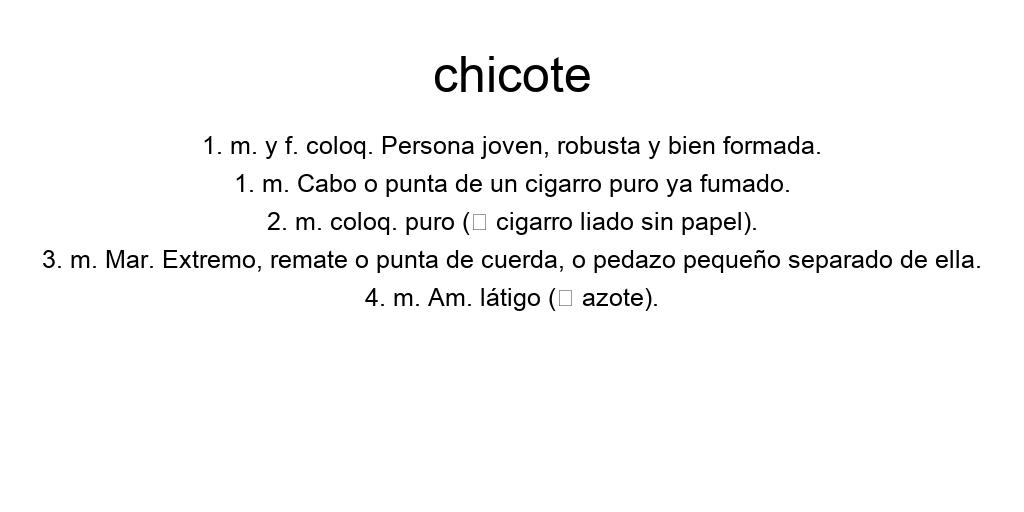 chicote
1. m. y f. coloq. Persona joven, robusta y bien formada.
1. m. Cabo o punta de un cigarro puro ya fumado.
2. m. coloq. puro (□ cigarro liado sin papel).
3. m. Mar. Extremo, remate o punta de cuerda, o pedazo pequeño separado de ella.
4. m. Am. látigo (□ azote).